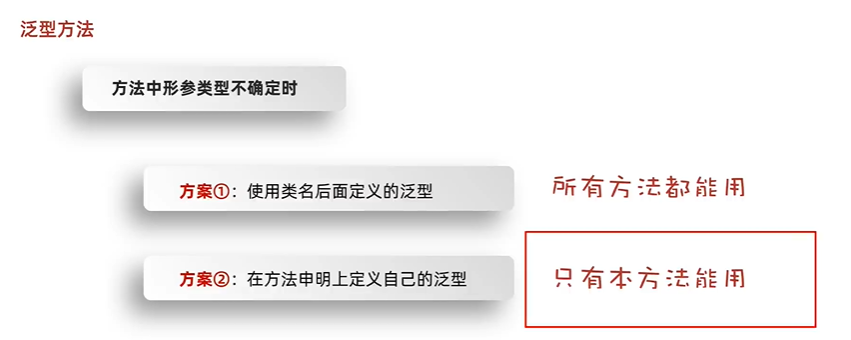 泛型方法
方法中形参类型不确定时
方案①：使用类名后面定义的泛型
所有方法都能用
方案②：在方法申明上定义自己的泛型
只有本方法能用